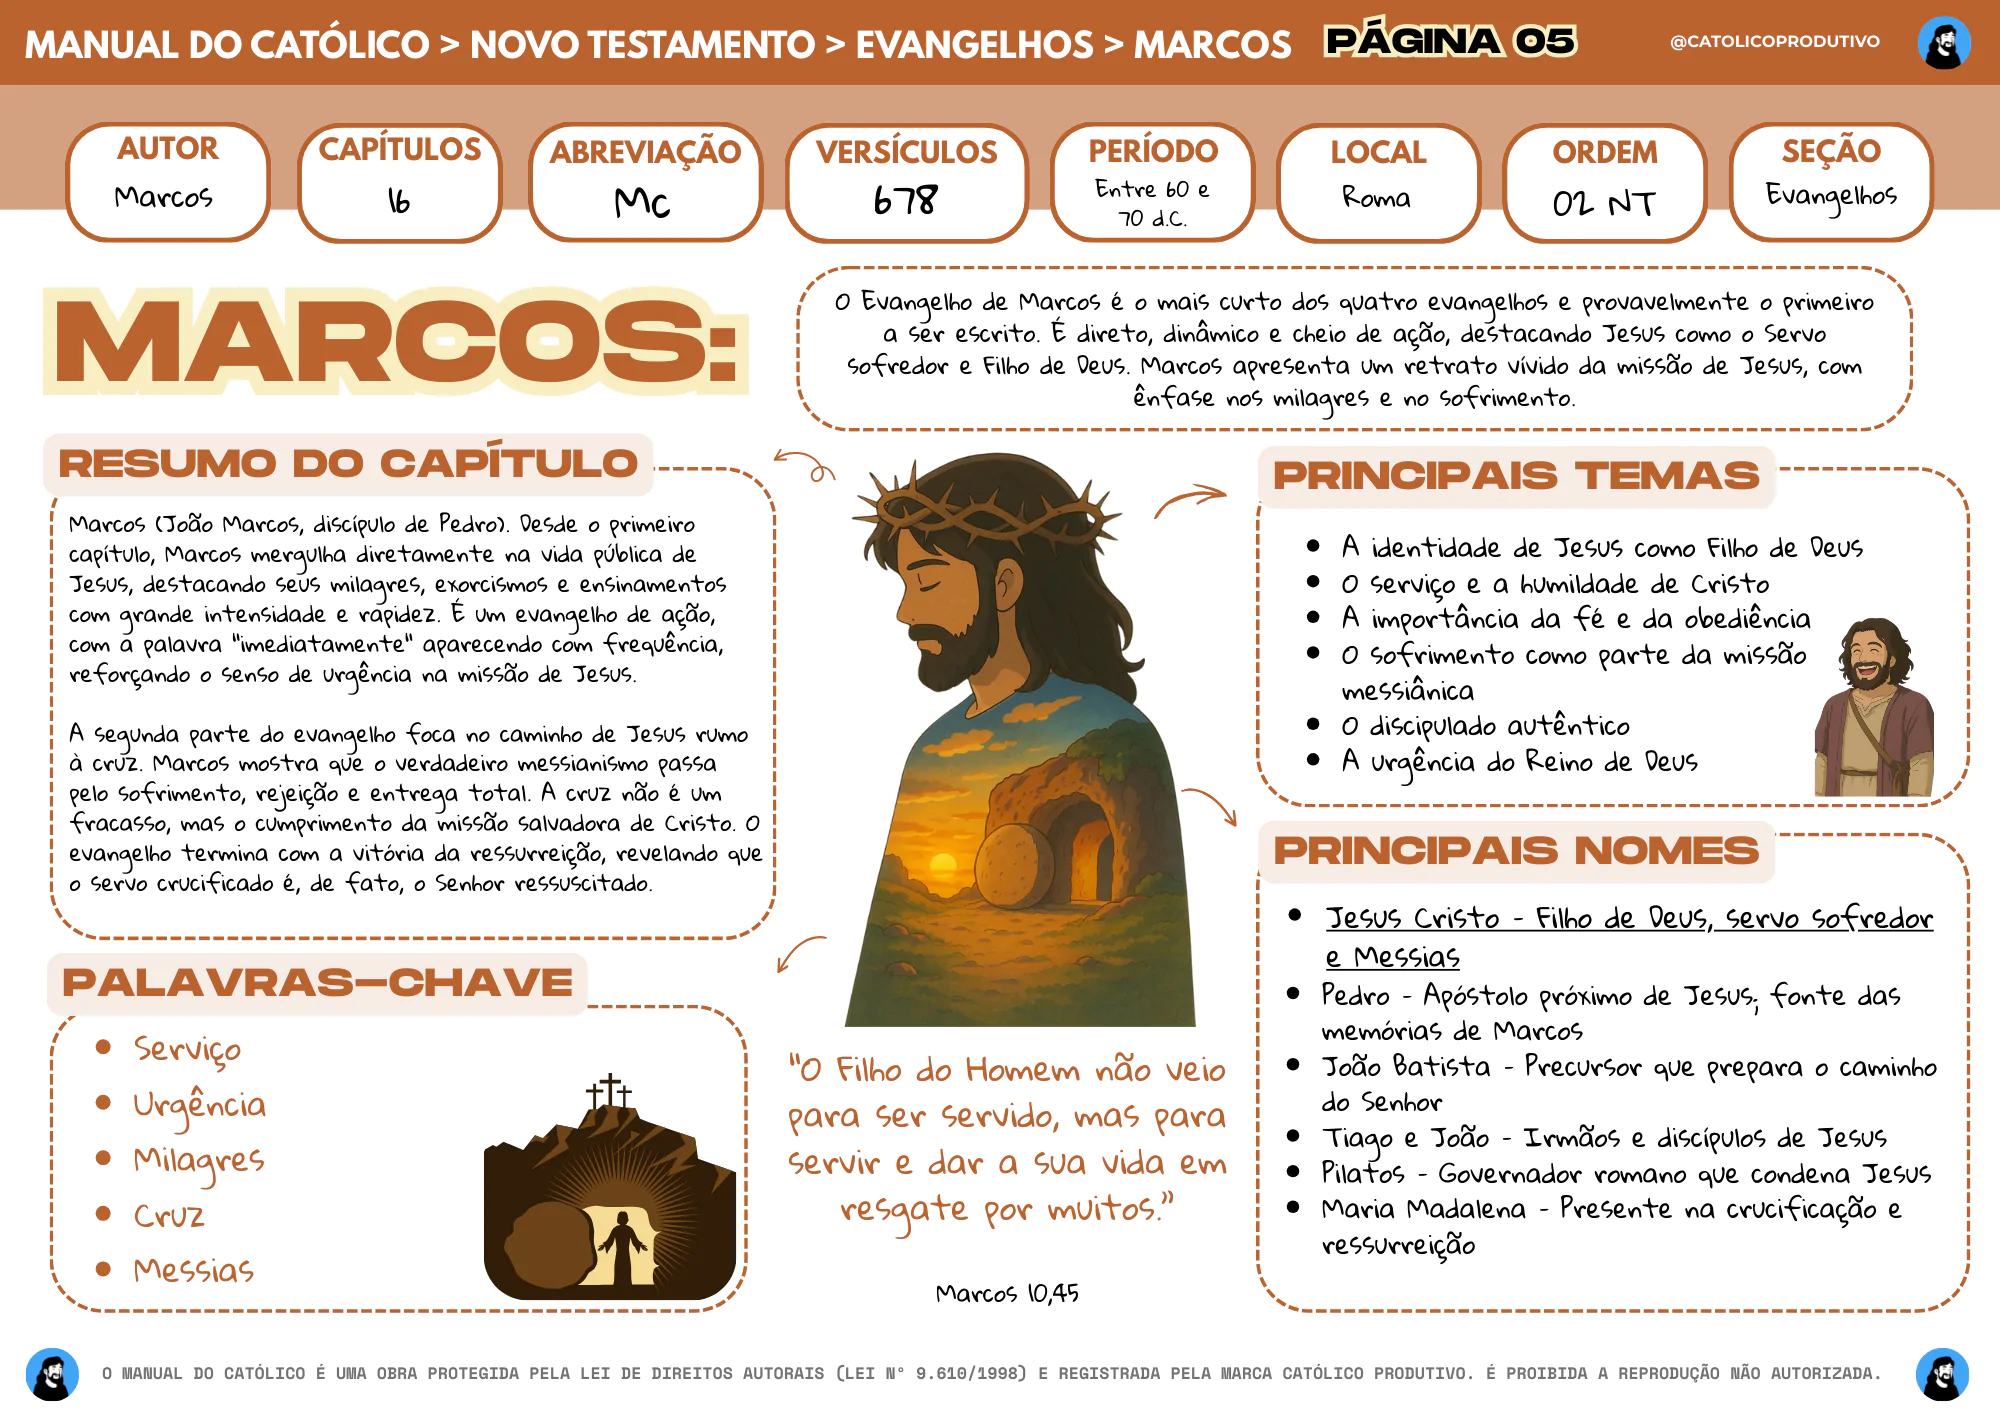 MANUAL DO CATÓLICO > NOVO TESTAMENTO > EVANGELHOS > MARCOS PÁGINA 05 @CATOLICOPRODUTIVO
AUTOR
Marcos
CAPÍTULOS
16
ABREVIAÇÃO
Mc
VERSÍCULOS
678
PERÍODO
Entre 60 e
70 d.C.
LOCAL
Roma
ORDEM
02 NT
SEÇÃO
Evangelhos
MARCOS:
O Evangelho de Marcos é o mais curto dos quatro evangelhos e provavelmente o primeiro
a ser escrito. É direto, dinâmico e cheio de ação, destacando Jesus como o Servo
sofredor e Filho de Deus. Marcos apresenta um retrato vívido da missão de Jesus, com
ênfase nos milagres e no sofrimento.
RESUMO DO CAPÍTULO
Marcos (João Marcos, discípulo de Pedro). Desde o primeiro
capítulo, Marcos mergulha diretamente na vida pública de
Jesus, destacando seus milagres, exorcismos e ensinamentos
com grande intensidade e rapidez. É um evangelho de ação,
com a palavra "imediatamente" aparecendo com frequência,
reforçando o senso de urgência na missão de Jesus.
A segunda parte do evangelho foca no caminho de Jesus rumo
à cruz. Marcos mostra que o verdadeiro messianismo passa
pelo sofrimento, rejeição e entrega total. A cruz não é um
fracasso, mas o cumprimento da missão salvadora de Cristo. O
evangelho termina com a vitória da ressurreição, revelando que
o servo crucificado é, de fato, o Senhor ressuscitado.
PALAVRAS-CHAVE
• Serviço
• Urgência
• Milagres
• Cruz
• Messias
"O Filho do Homem não veio
para ser servido, mas para
servir e dar a sua vida em
resgate por muitos.”
Marcos 10,45
PRINCIPAIS TEMAS
• A identidade de Jesus como Filho de Deus
• O serviço e a humildade de Cristo
• A importância da fé e da obediência
• O sofrimento como parte da missão
messiânica
• O discipulado autêntico
• A urgência do Reino de Deus
PRINCIPAIS NOMES
• Jesus Cristo - Filho de Deus, servo sofredor
e Messias
• Pedro - Apóstolo próximo de Jesus; fonte das
memórias de Marcos
• João Batista - Precursor que prepara o caminho
do Senhor
• Tiago e João - Irmãos e discípulos de Jesus
• Pilatos - Governador romano que condena Jesus
• Maria Madalena - Presente na crucificação e
ressurreição
O MANUAL DO CATÓLICO É UMA OBRA PROTEGIDA PELA LEI DE DIREITOS AUTORAIS (LEI N° 9.610/1998) E REGISTRADA PELA MARCA CATÓLICO PRODUTIVO. É PROIBIDA A REPRODUÇÃO NÃO AUTORIZADA.